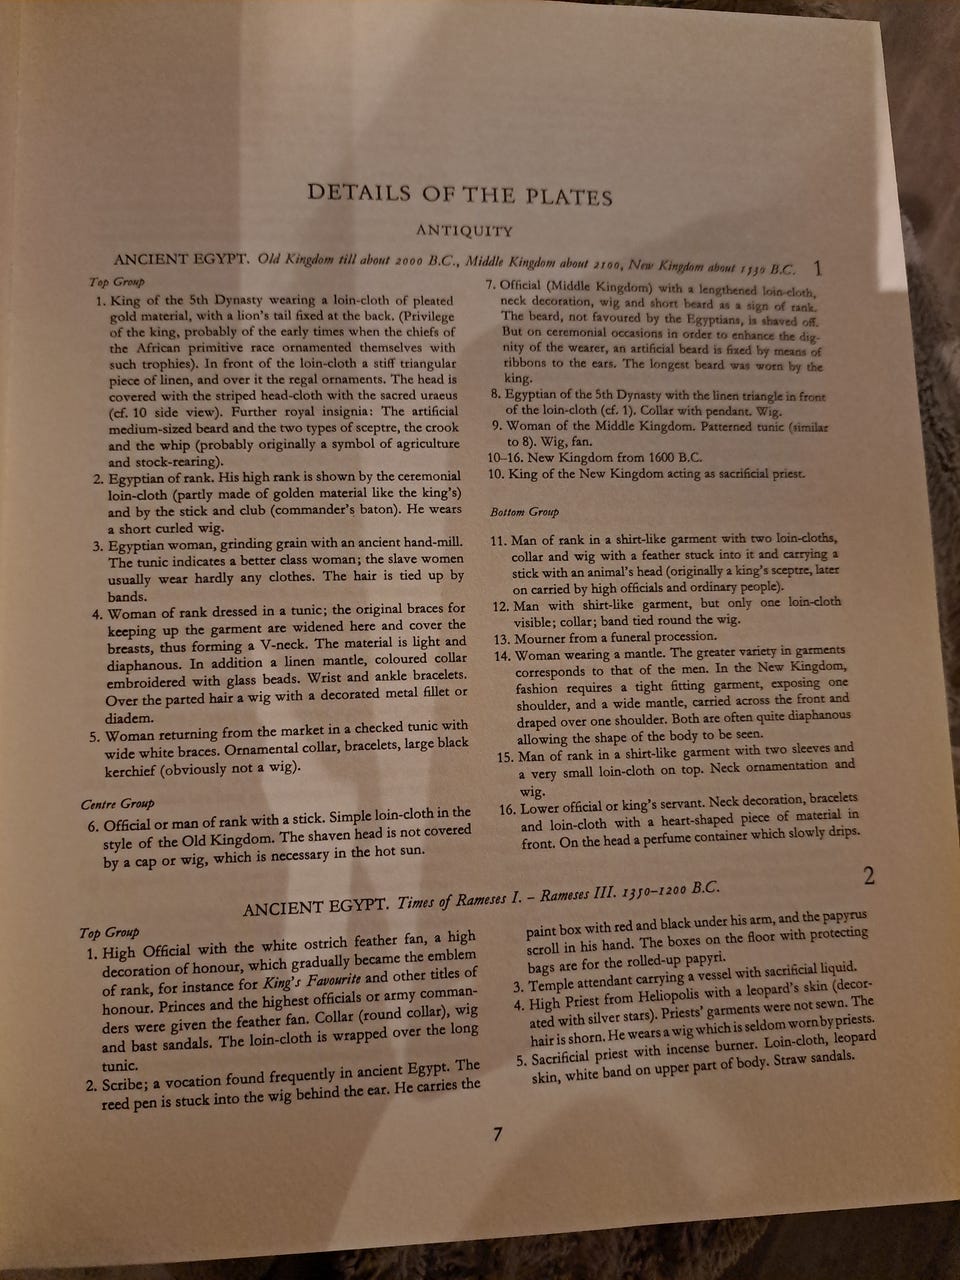 DETAILS OF THE PLATES
ANTIQUITY
ANCIENT EGYPT. Old Kingdom till about 2000 B.C., Middle Kingdom about 2100, New Kingdom about 1550 B.C. 1
Top Group
1. King of the 5th Dynasty wearing a loin-cloth of pleated
gold material, with a lion's tail fixed at the back. (Privilege
of the king, probably of the early times when the chiefs of
the African primitive race ornamented themselves with
such trophies). In front of the loin-cloth a stiff triangular
piece of linen, and over it the regal ornaments. The head is
covered with the striped head-cloth with the sacred uraeus
(cf. 10 side view). Further royal insignia: The artificial
medium-sized beard and the two types of sceptre, the crook
and the whip (probably originally a symbol of agriculture
and stock-rearing).
2. Egyptian of rank. His high rank is shown by the ceremonial
loin-cloth (partly made of golden material like the king's)
and by the stick and club (commander's baton). He wears
a short curled wig.
3. Egyptian woman, grinding grain with an ancient hand-mill.
The tunic indicates a better class woman; the slave women
usually wear hardly any clothes. The hair is tied up by
bands.
4. Woman of rank dressed in a tunic; the original braces for
keeping up the garment are widened here and cover the
breasts, thus forming a V-neck. The material is light and
diaphanous. In addition a linen mantle, coloured collar
embroidered with glass beads. Wrist and ankle bracelets.
Over the parted hair a wig with a decorated metal fillet or
diadem.
5. Woman returning from the market in a checked tunic with
wide white braces. Ornamental collar, bracelets, large black
kerchief (obviously not a wig).
Centre Group
6. Official or man of rank with a stick. Simple loin-cloth in the
style of the Old Kingdom. The shaven head is not covered
by a cap or wig, which is necessary in the hot sun.
7. Official (Middle Kingdom) with a lengthened loin-cloth,
neck decoration, wig and short beard as a sign of rank.
The beard, not favoured by the Egyptians, is shaved off.
But on ceremonial occasions in order to enhance the dig-
nity of the wearer, an artificial beard is fixed by means of
ribbons to the ears. The longest beard was worn by the
king.
8. Egyptian of the 5th Dynasty with the linen triangle in front
of the loin-cloth (cf. 1). Collar with pendant. Wig.
9. Woman of the Middle Kingdom. Patterned tunic (similar
to 8). Wig, fan.
10–16. New Kingdom from 1600 B.C.
10. King of the New Kingdom acting as sacrificial priest.
Bottom Group
11. Man of rank in a shirt-like garment with two loin-cloths,
collar and wig with a feather stuck into it and carrying a
stick with an animal's head (originally a king's sceptre, later
on carried by high officials and ordinary people).
12. Man with shirt-like garment, but only one loin-cloth
visible; collar; band tied round the wig.
13. Mourner from a funeral procession.
14. Woman wearing a mantle. The greater variety in garments
corresponds to that of the men. In the New Kingdom,
fashion requires a tight fitting garment, exposing one
shoulder, and a wide mantle, carried across the front and
draped over one shoulder. Both are often quite diaphanous
allowing the shape of the body to be seen.
15. Man of rank in a shirt-like garment with two sleeves and
a very small loin-cloth on top. Neck ornamentation and
wig.
16. Lower official or king's servant. Neck decoration, bracelets
and loin-cloth with a heart-shaped piece of material in
front. On the head a perfume container which slowly drips.
ANCIENT EGYPT. Times of Rameses I. – Rameses III. 1350–1200 B.C. 2
Top Group
1. High Official with the white ostrich feather fan, a high
decoration of honour, which gradually became the emblem
of rank, for instance for King's Favourite and other titles of
honour. Princes and the highest officials or army comman-
ders were given the feather fan. Collar (round collar), wig
and bast sandals. The loin-cloth is wrapped over the long
tunic.
2. Scribe; a vocation found frequently in ancient Egypt. The
reed pen is stuck into the wig behind the ear. He carries the
paint box with red and black under his arm, and the papyrus
scroll in his hand. The boxes on the floor with protecting
bags are for the rolled-up papyri.
3. Temple attendant carrying a vessel with sacrificial liquid.
4. High Priest from Heliopolis with a leopard's skin (decor-
ated with silver stars). Priests' garments were not sewn. The
hair is shorn. He wears a wig which is seldom worn by priests.
5. Sacrificial priest with incense burner. Loin-cloth, leopard
skin, white band on upper part of body. Straw sandals.
7